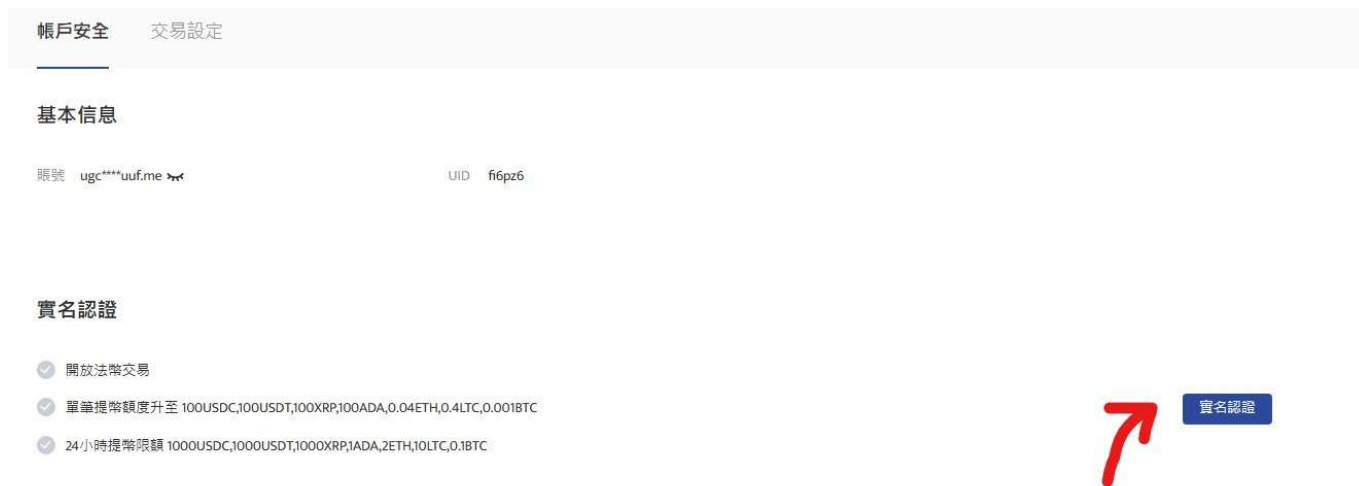 帳戶安全 交易設定
基本信息
賬號 ugc****uuf.me UID fi6pz6
實名認證
開放法幣交易
單筆提幣額度升至 100USDC,100USDT,100XRP,100ADA,0.04ETH,0.4LTC,0.001BTC
實名認證
24小時提幣限額 1000USDC,1000USDT,1000XRP,1ADA,2ETH,10LTC,0.1BTC